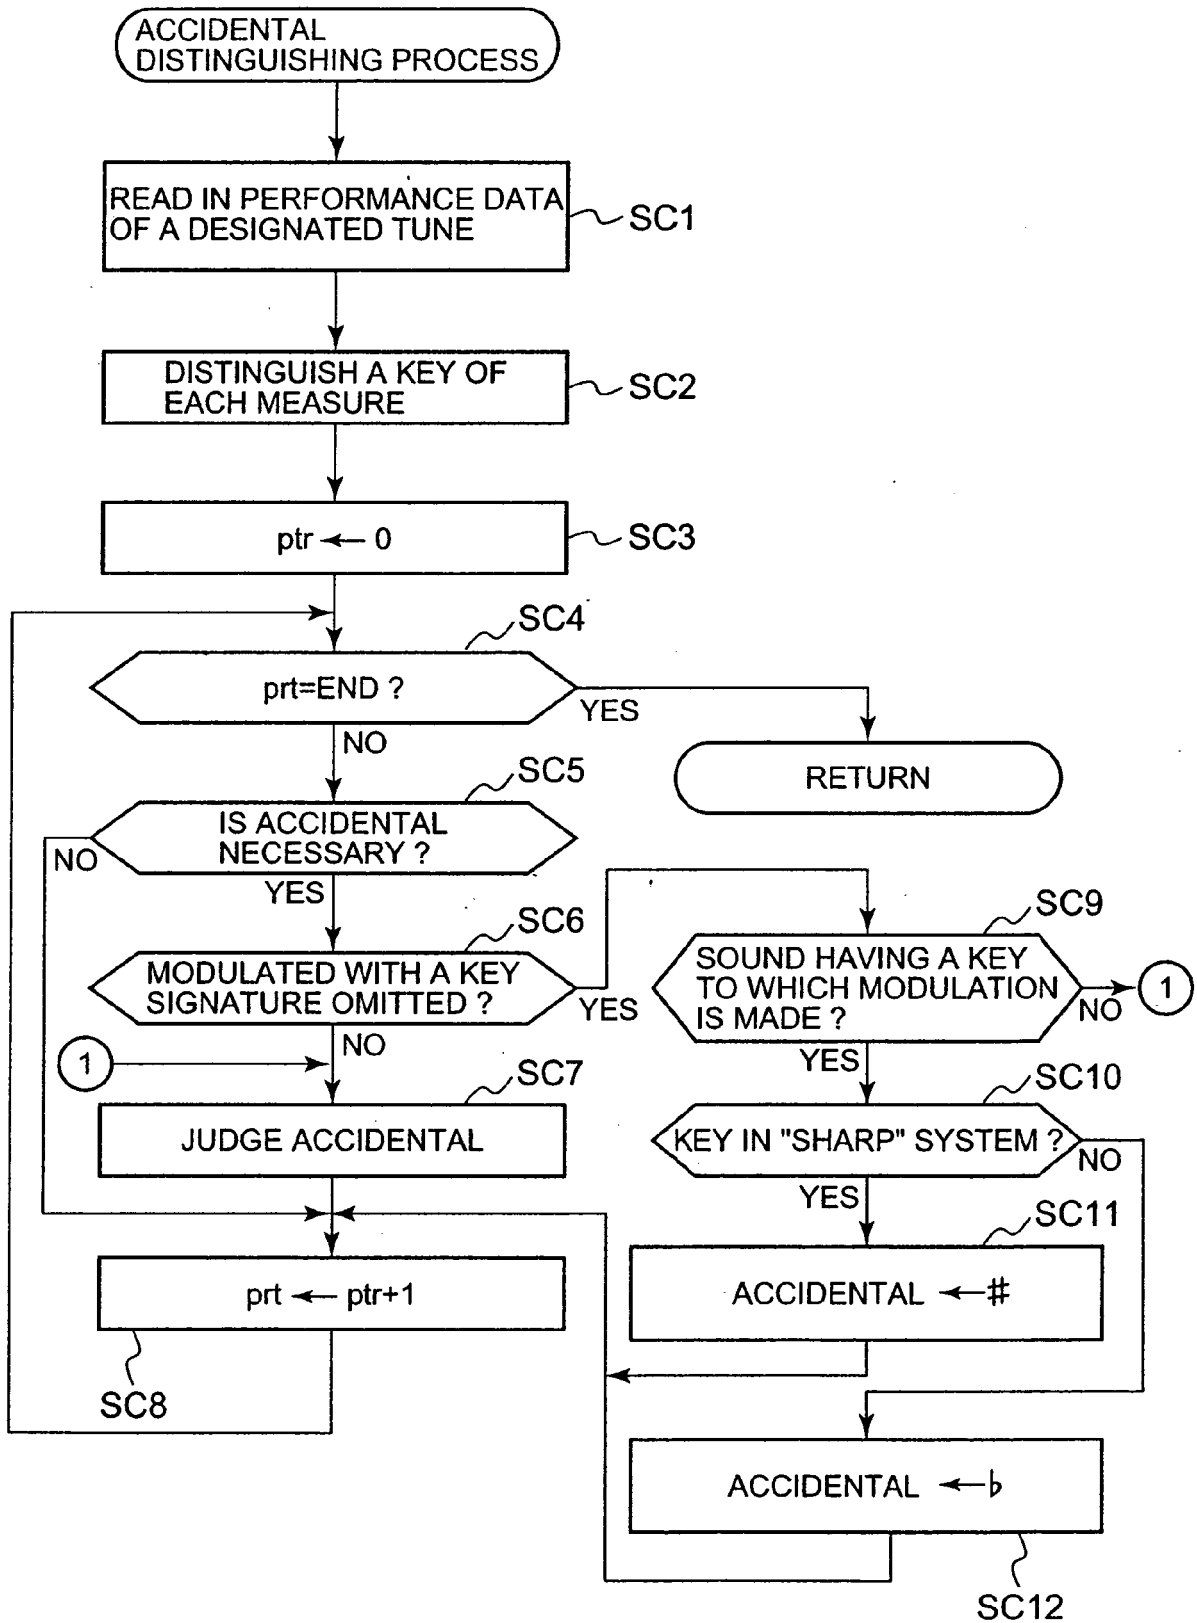 ACCIDENTAL
DISTINGUISHING PROCESS
READ IN PERFORMANCE DATA
OF A DESIGNATED TUNE
SC1
DISTINGUISH A KEY OF
EACH MEASURE
SC2
ptr ← 0
SC3
SC4
prt=END ?
YES
NO
RETURN
SC5
IS ACCIDENTAL
NECESSARY ?
NO
YES
SC6
MODULATED WITH A KEY
SIGNATURE OMITTED ?
YES
NO
SC9
SOUND HAVING A KEY
TO WHICH MODULATION
IS MADE ?
NO
1
YES
1
SC7
JUDGE ACCIDENTAL
SC10
KEY IN "SHARP" SYSTEM ?
NO
YES
SC11
ACCIDENTAL ←♯
prt ← ptr+1
SC8
ACCIDENTAL ←♭
SC12